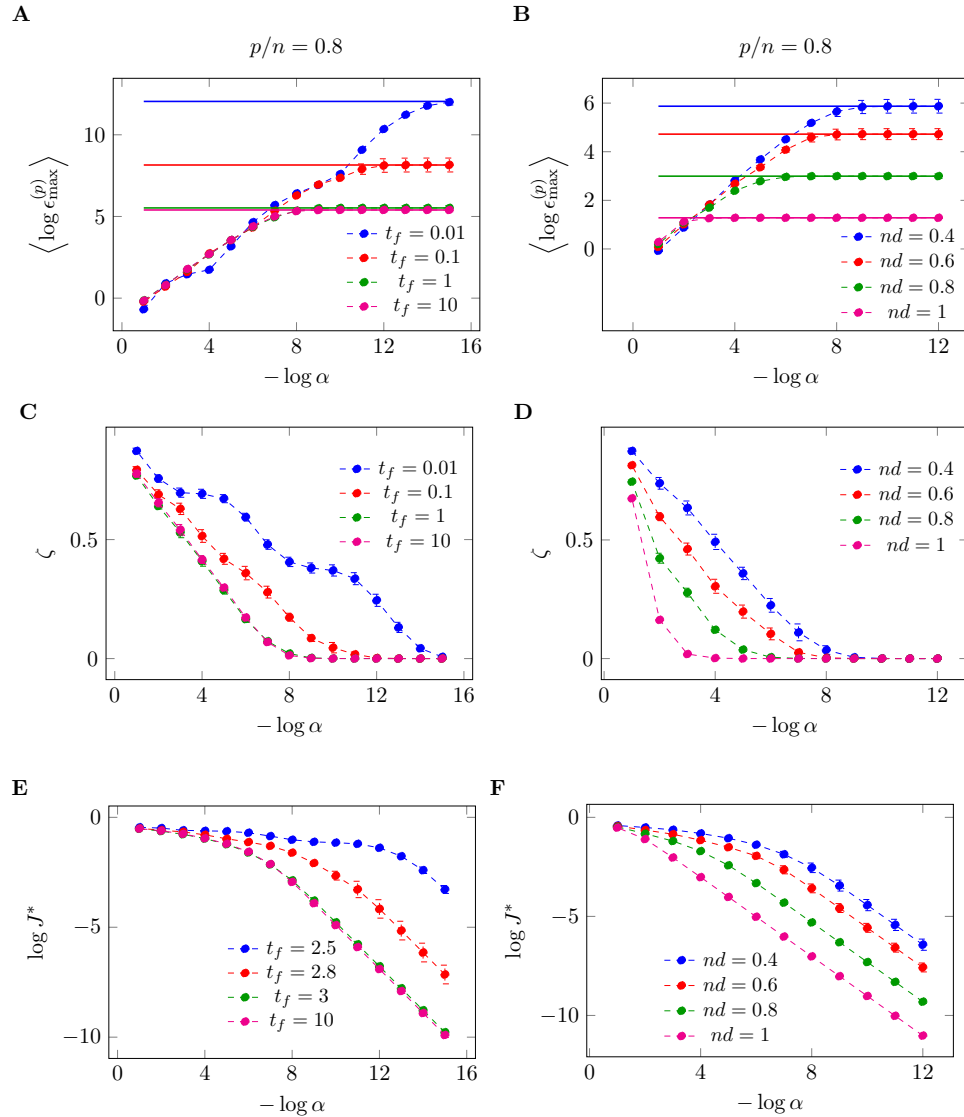 A
B
p/n = 0.8
p/n = 0.8
⟨log ϵ_max^(p)⟩
10
5
0
t_f = 0.01
t_f = 0.1
t_f = 1
t_f = 10
0 4 8 12 16
− log α
⟨log ϵ_max^(p)⟩
6
4
2
0
nd = 0.4
nd = 0.6
nd = 0.8
nd = 1
0 4 8 12
− log α
C
D
ζ
0.5
0
t_f = 0.01
t_f = 0.1
t_f = 1
t_f = 10
0 4 8 12 16
− log α
ζ
0.5
0
nd = 0.4
nd = 0.6
nd = 0.8
nd = 1
0 4 8 12
− log α
E
F
log J*
0
−5
−10
t_f = 2.5
t_f = 2.8
t_f = 3
t_f = 10
0 4 8 12 16
− log α
log J*
0
−5
−10
nd = 0.4
nd = 0.6
nd = 0.8
nd = 1
0 4 8 12
− log α